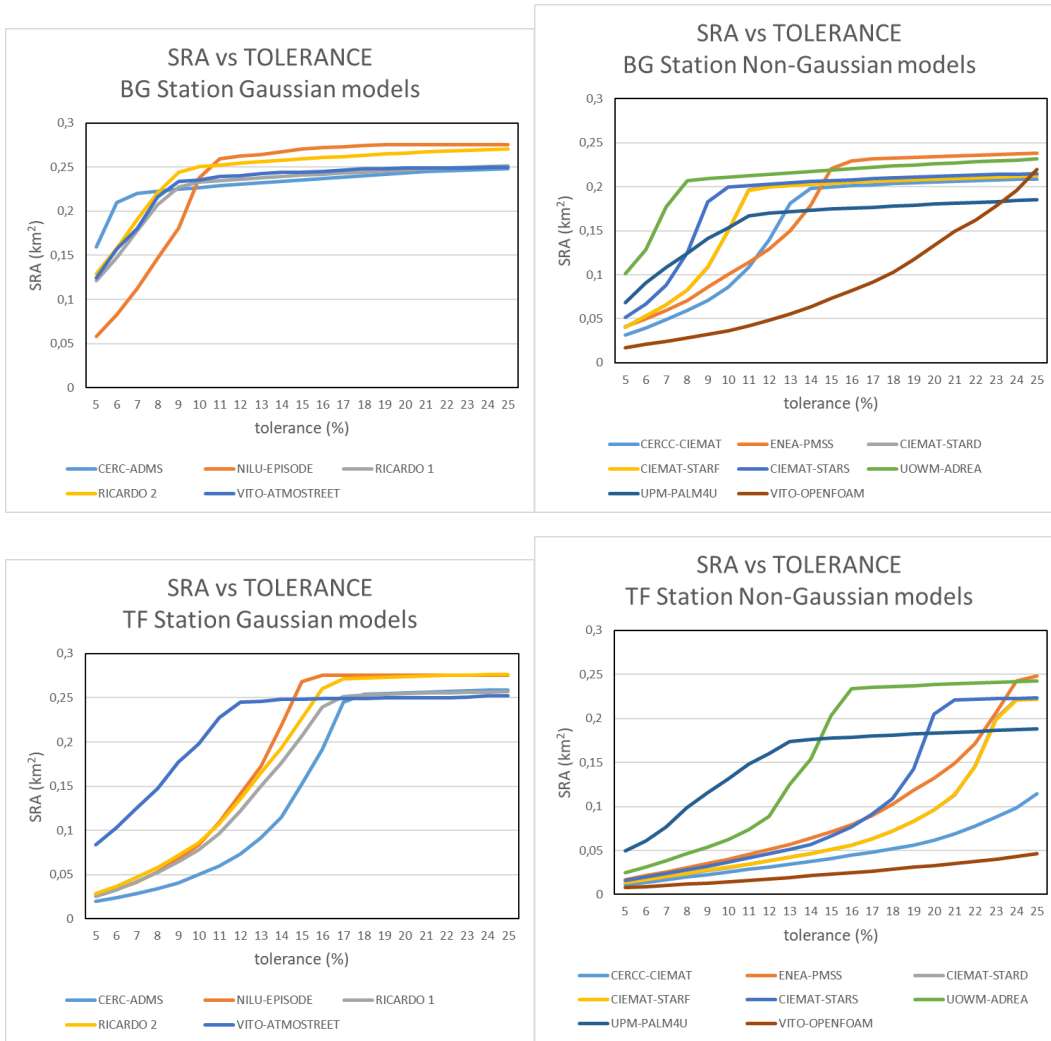 SRA vs TOLERANCE
BG Station Gaussian models
0,3
0,25
0,2
0,15
0,1
0,05
0
SRA (km²)
5 6 7 8 9 10 11 12 13 14 15 16 17 18 19 20 21 22 23 24 25
tolerance (%)
CERC-ADMS NILU-EPISODE RICARDO 1
RICARDO 2 VITO-ATMOSTREET
SRA vs TOLERANCE
BG Station Non-Gaussian models
0,3
0,25
0,2
0,15
0,1
0,05
0
SRA (km²)
5 6 7 8 9 10 11 12 13 14 15 16 17 18 19 20 21 22 23 24 25
tolerance (%)
CERCC-CIEMAT ENEA-PMSS CIEMAT-STARD
CIEMAT-STARF CIEMAT-STARS UOWM-ADREA
UPM-PALM4U VITO-OPENFOAM
SRA vs TOLERANCE
TF Station Gaussian models
0,3
0,25
0,2
0,15
0,1
0,05
0
SRA (km²)
5 6 7 8 9 10 11 12 13 14 15 16 17 18 19 20 21 22 23 24 25
tolerance (%)
CERC-ADMS NILU-EPISODE RICARDO 1
RICARDO 2 VITO-ATMOSTREET
SRA vs TOLERANCE
TF Station Non-Gaussian models
0,3
0,25
0,2
0,15
0,1
0,05
0
SRA (km²)
5 6 7 8 9 10 11 12 13 14 15 16 17 18 19 20 21 22 23 24 25
tolerance (%)
CERCC-CIEMAT ENEA-PMSS CIEMAT-STARD
CIEMAT-STARF CIEMAT-STARS UOWM-ADREA
UPM-PALM4U VITO-OPENFOAM